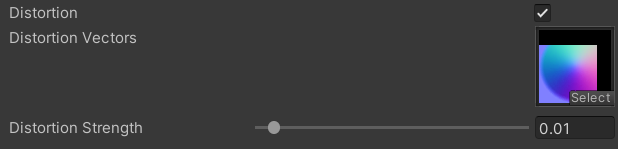 Distortion
Distortion Vectors
Select
Distortion Strength 0.01